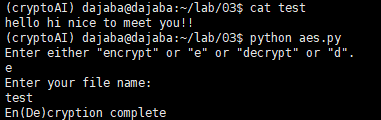 (cryptoAI) dajaba@dajaba:~/lab/03$ cat test
hello hi nice to meet you!!
(cryptoAI) dajaba@dajaba:~/lab/03$ python aes.py
Enter either "encrypt" or "e" or "decrypt" or "d".
e
Enter your file name:
test
En(De)cryption complete